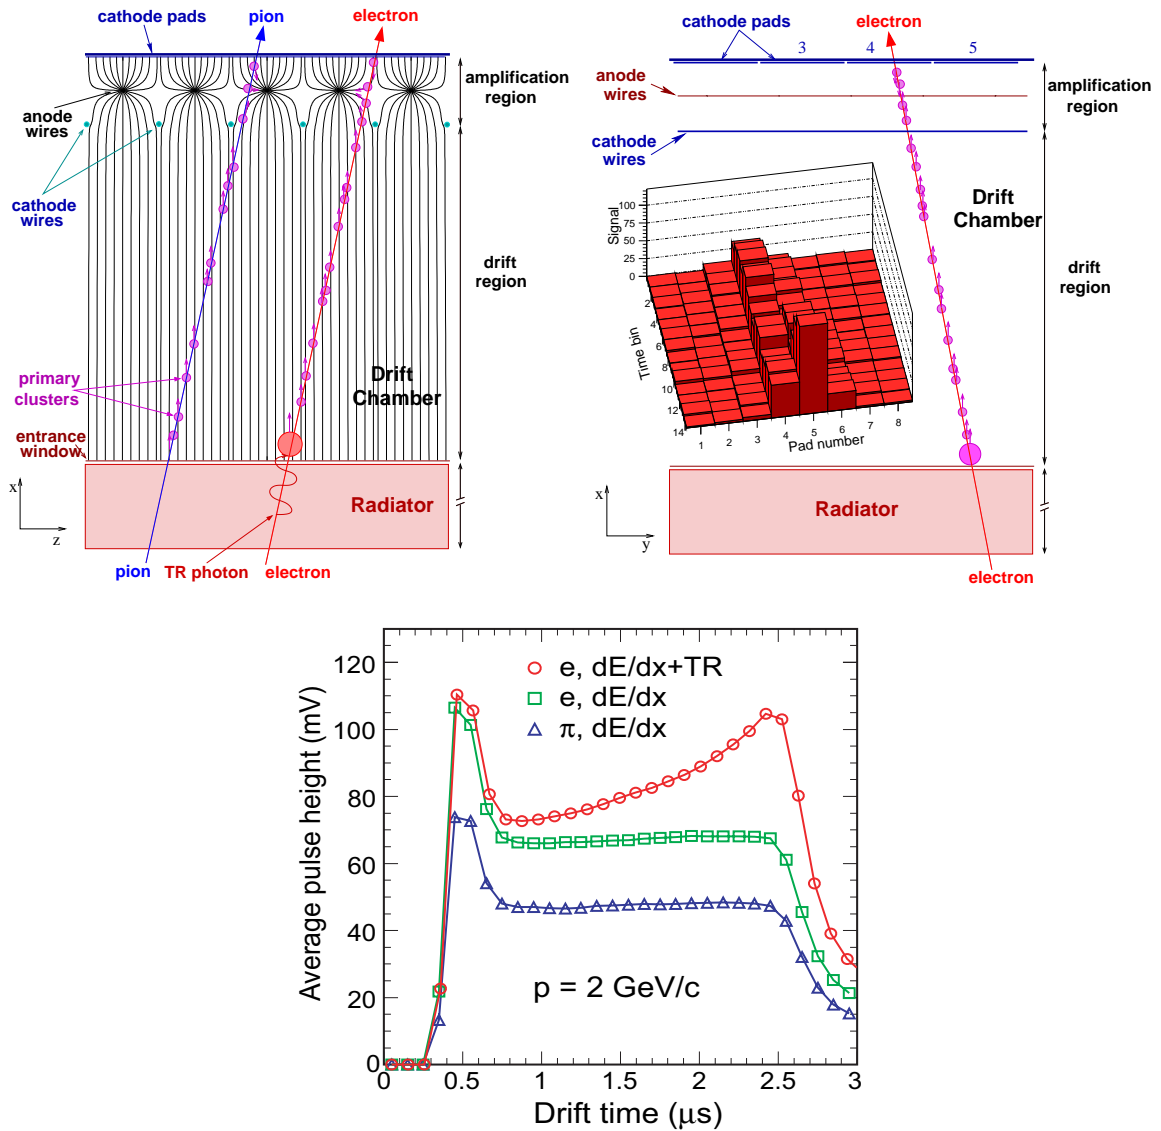 cathode pads
pion
electron
amplification
region
anode
wires
cathode
wires
drift
region
primary
clusters
Drift
Chamber
entrance
window
Radiator
x
z
pion
TR photon
electron
electron
cathode pads
3
4
5
anode
wires
amplification
region
cathode
wires
Drift
Chamber
drift
region
Signal
100
75
50
25
0
Time bin
2
4
6
8
10
12
14
1
2
3
4
5
6
7
8
Pad number
Radiator
x
y
electron
Average pulse height (mV)
120
100
80
60
40
20
0
e, dE/dx+TR
e, dE/dx
π, dE/dx
p = 2 GeV/c
0
0.5
1
1.5
2
2.5
3
Drift time (μs)